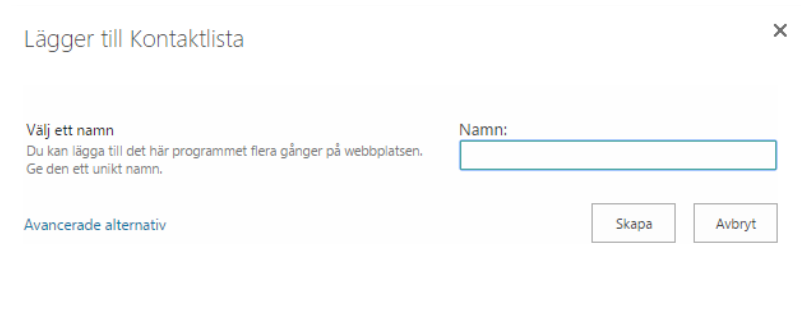 Lägger till Kontaktlista
Välj ett namn
Du kan lägga till det här programmet flera gånger på webbplatsen.
Ge den ett unikt namn.
Namn:
Avancerade alternativ
Skapa
Avbryt